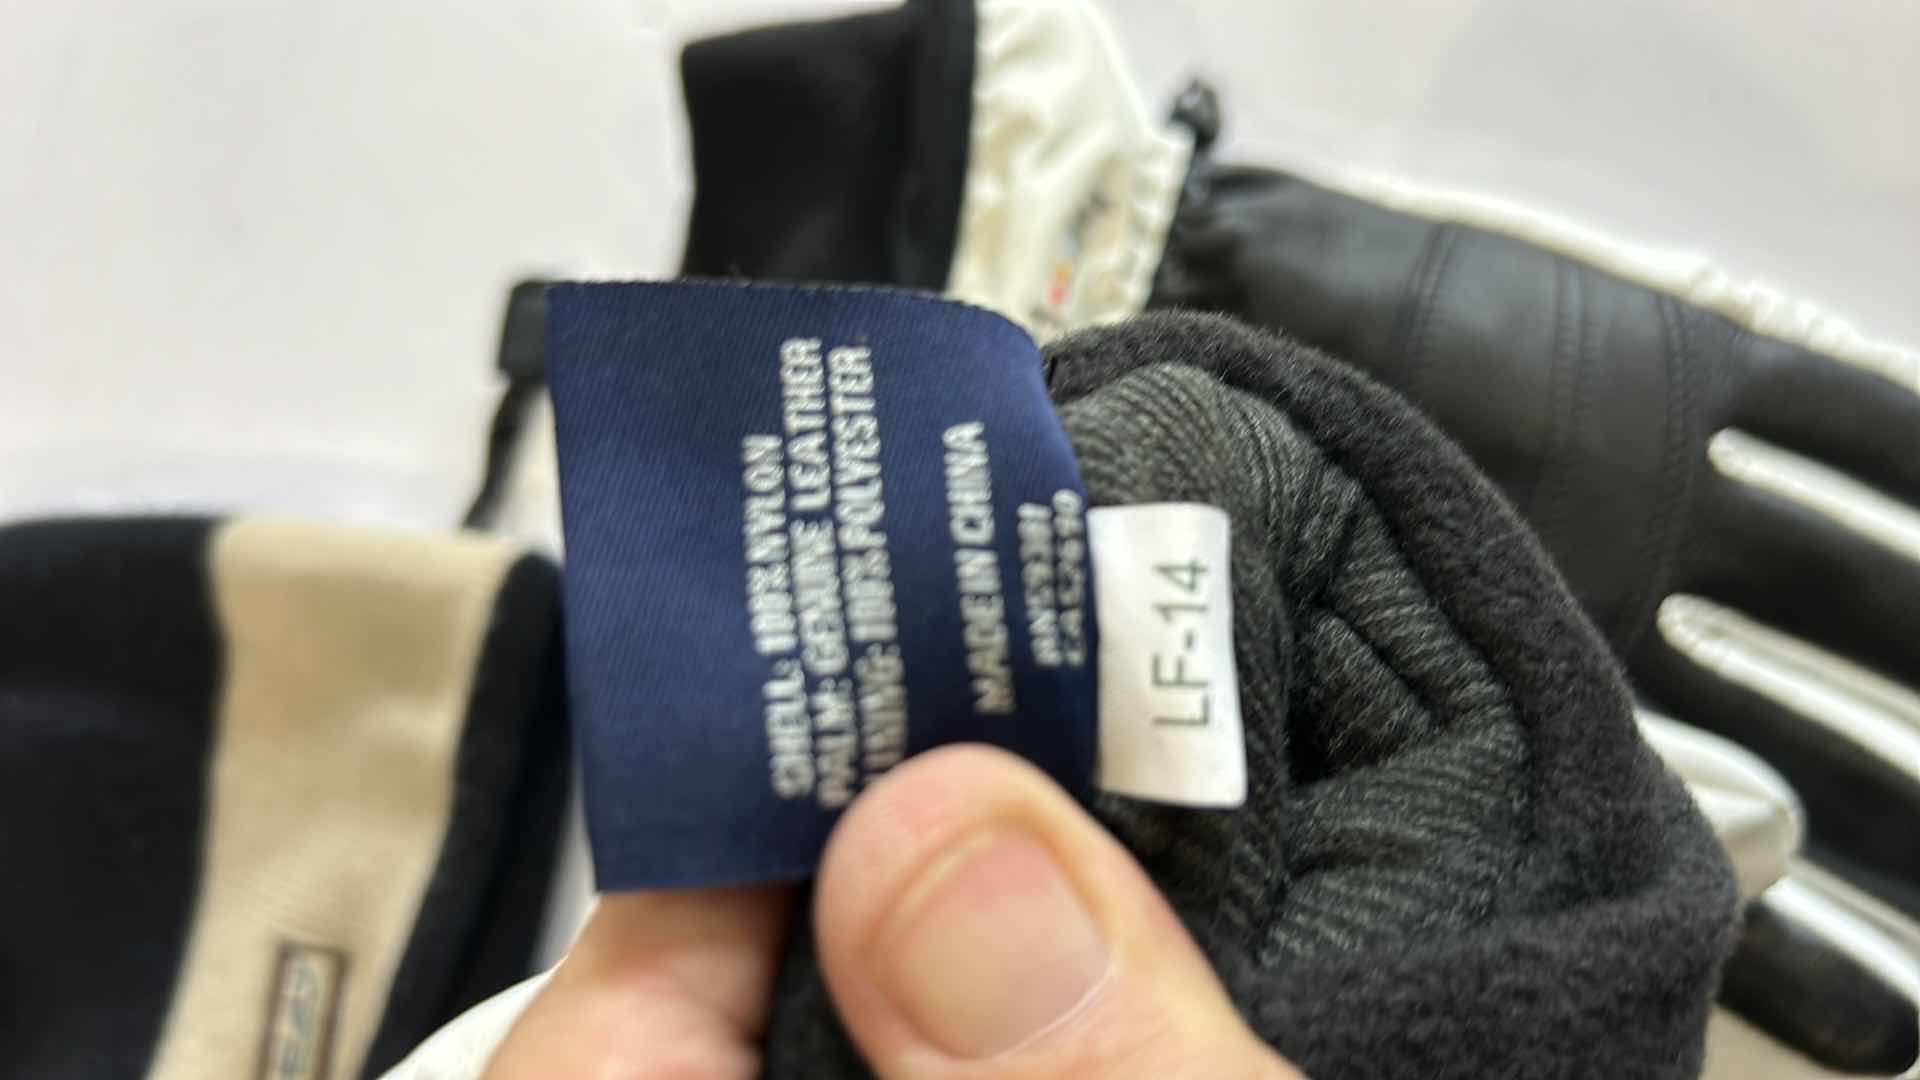 SHELL: 100% NYLON
PALM: GENUINE LEATHER
LINING: 100% POLYESTER
MADE IN CHINA
LF-14